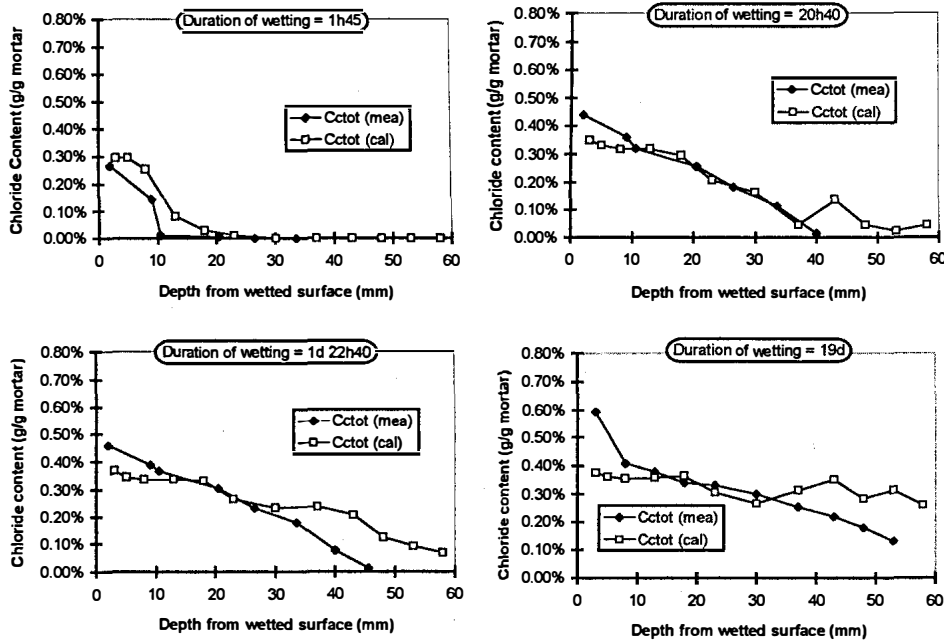 Duration of wetting = 1h45
Chloride Content (g/g mortar)
0.80%
0.70%
0.60%
0.50%
0.40%
0.30%
0.20%
0.10%
0.00%
Cctot (mea)
Cctot (cal)
0 10 20 30 40 50 60
Depth from wetted surface (mm)
Duration of wetting = 20h40
Chloride content (g/g mortar)
0.80%
0.70%
0.60%
0.50%
0.40%
0.30%
0.20%
0.10%
0.00%
Cctot (mea)
Cctot (cal)
0 10 20 30 40 50 60
Depth from wetted surface (mm)
Duration of wetting = 1d 22h40
Chloride content (g/g mortar)
0.80%
0.70%
0.60%
0.50%
0.40%
0.30%
0.20%
0.10%
0.00%
Cctot (mea)
Cctot (cal)
0 10 20 30 40 50 60
Depth from wetted surface (mm)
Duration of wetting = 19d
Chloride content (g/g mortar)
0.80%
0.70%
0.60%
0.50%
0.40%
0.30%
0.20%
0.10%
0.00%
Cctot (mea)
Cctot (cal)
0 10 20 30 40 50 60
Depth from wetted surface (mm)